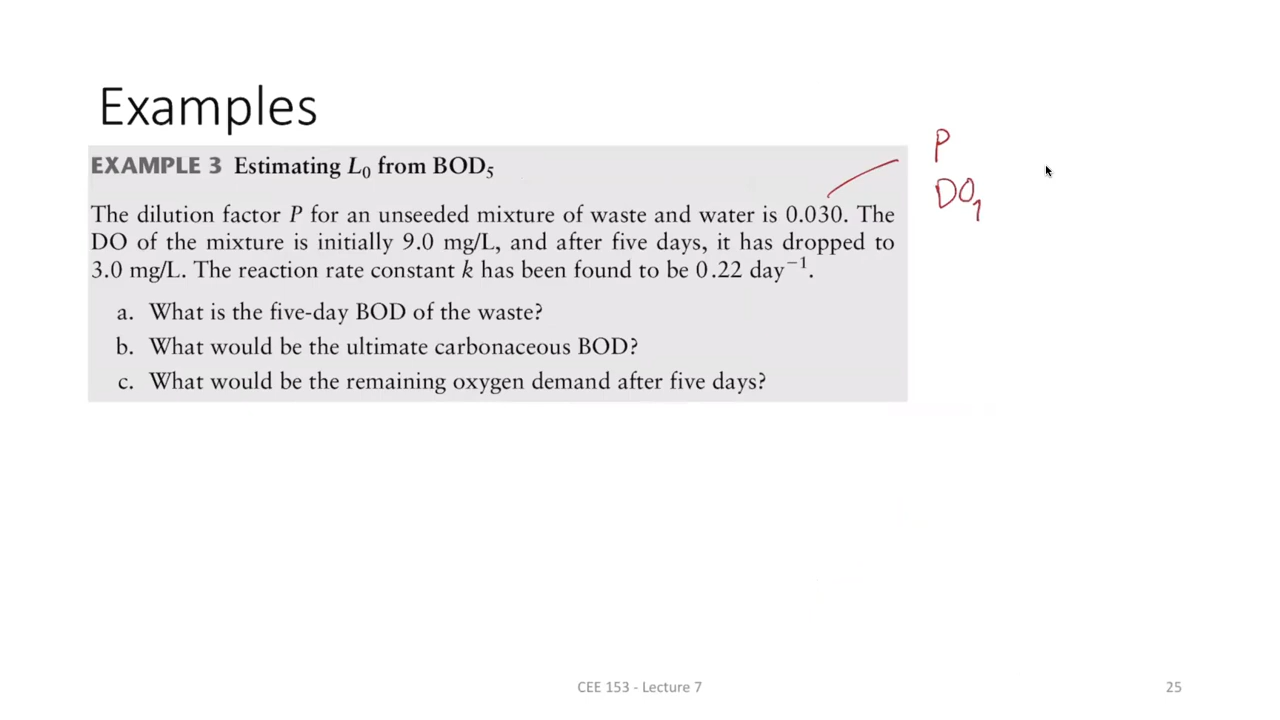 Examples
EXAMPLE 3 Estimating L₀ from BOD₅
The dilution factor P for an unseeded mixture of waste and water is 0.030. The
DO of the mixture is initially 9.0 mg/L, and after five days, it has dropped to
3.0 mg/L. The reaction rate constant k has been found to be 0.22 day⁻¹.
a. What is the five-day BOD of the waste?
b. What would be the ultimate carbonaceous BOD?
c. What would be the remaining oxygen demand after five days?
P
DO₁
CEE 153 - Lecture 7
25